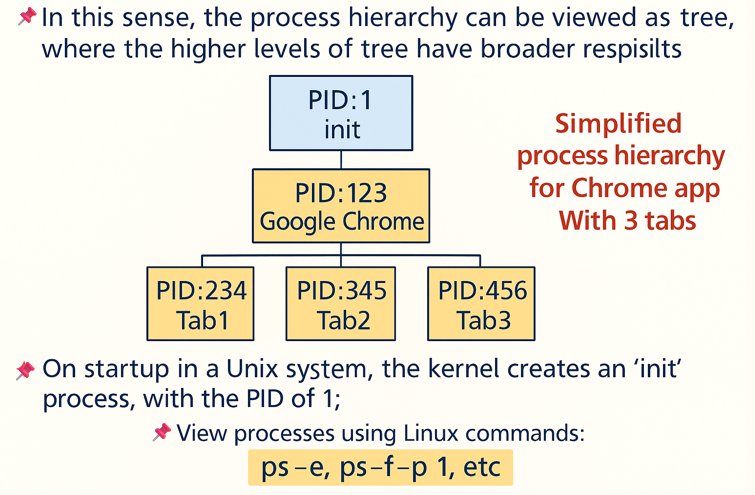 In this sense, the process hierarchy can be viewed as tree,
where the higher levels of tree have broader respisilts
PID:1
init
Simplified
process hierarchy
for Chrome app
With 3 tabs
PID:123
Google Chrome
PID:234
Tab1
PID:345
Tab2
PID:456
Tab3
On startup in a Unix system, the kernel creates an ‘init’
process, with the PID of 1;
View processes using Linux commands:
ps–e, ps–f–p 1, etc